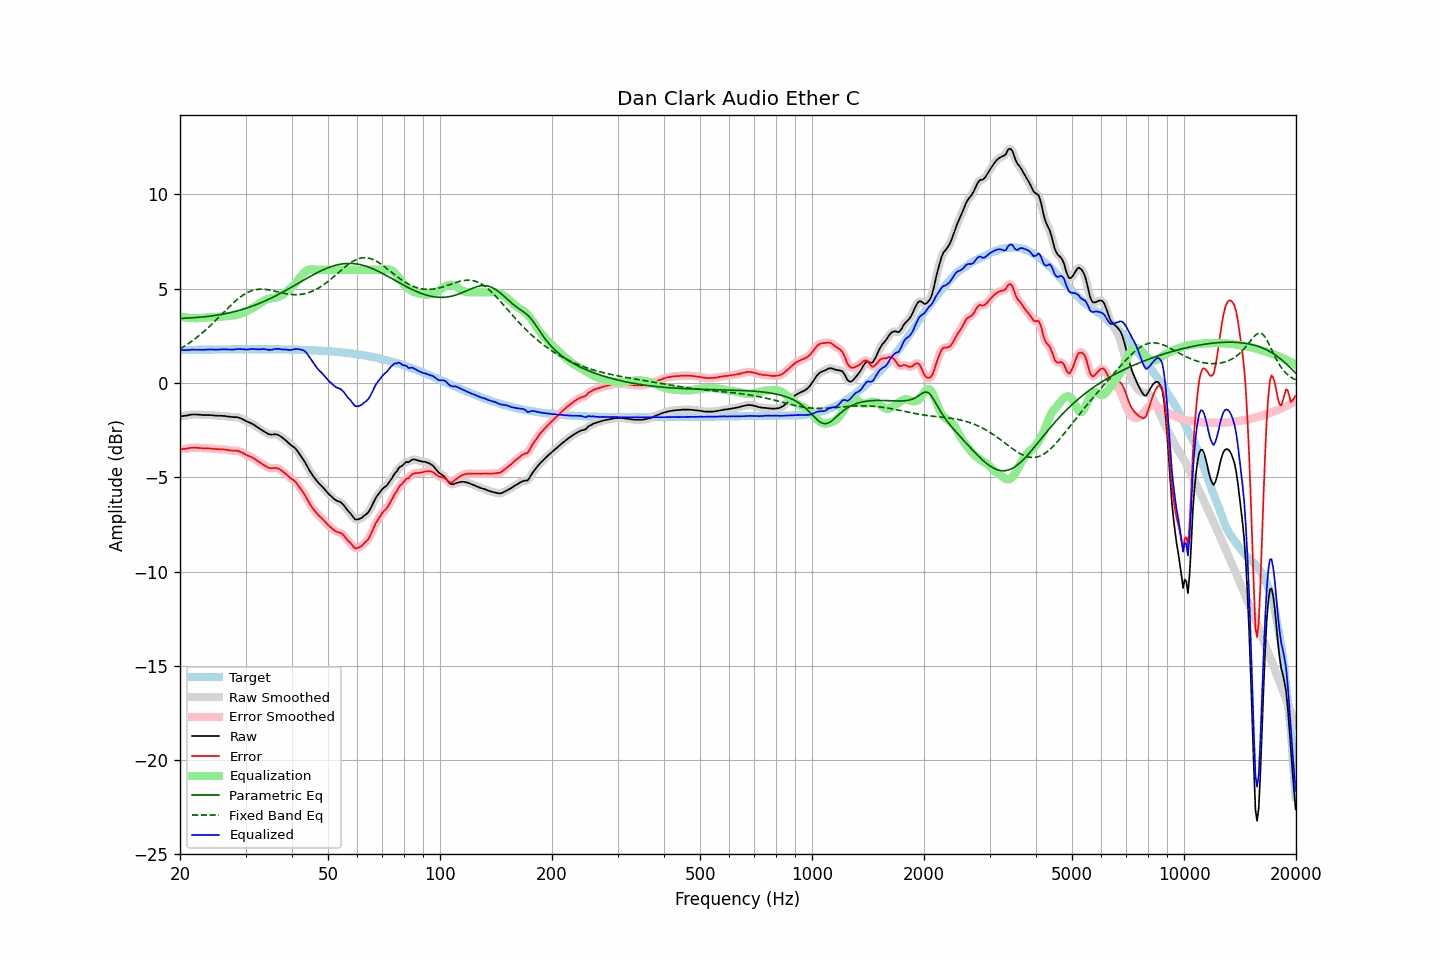 Dan Clark Audio Ether C
Amplitude (dBr)
10
5
0
−5
−10
−15
−20
−25
Target
Raw Smoothed
Error Smoothed
Raw
Error
Equalization
Parametric Eq
Fixed Band Eq
Equalized
20 50 100 200 500 1000 2000 5000 10000 20000
Frequency (Hz)